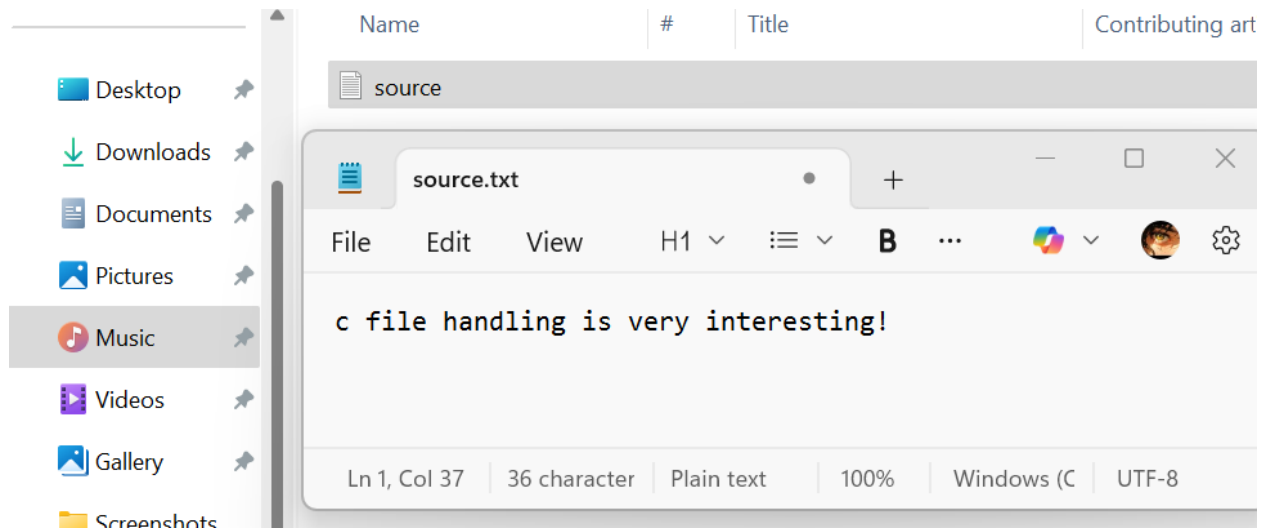 Name # Title Contributing art
Desktop
source
Downloads
source.txt
Documents
File Edit View H1 B ...
Pictures
c file handling is very interesting!
Music
Videos
Gallery
Ln 1, Col 37 36 character Plain text 100% Windows (C UTF-8
Screenshots